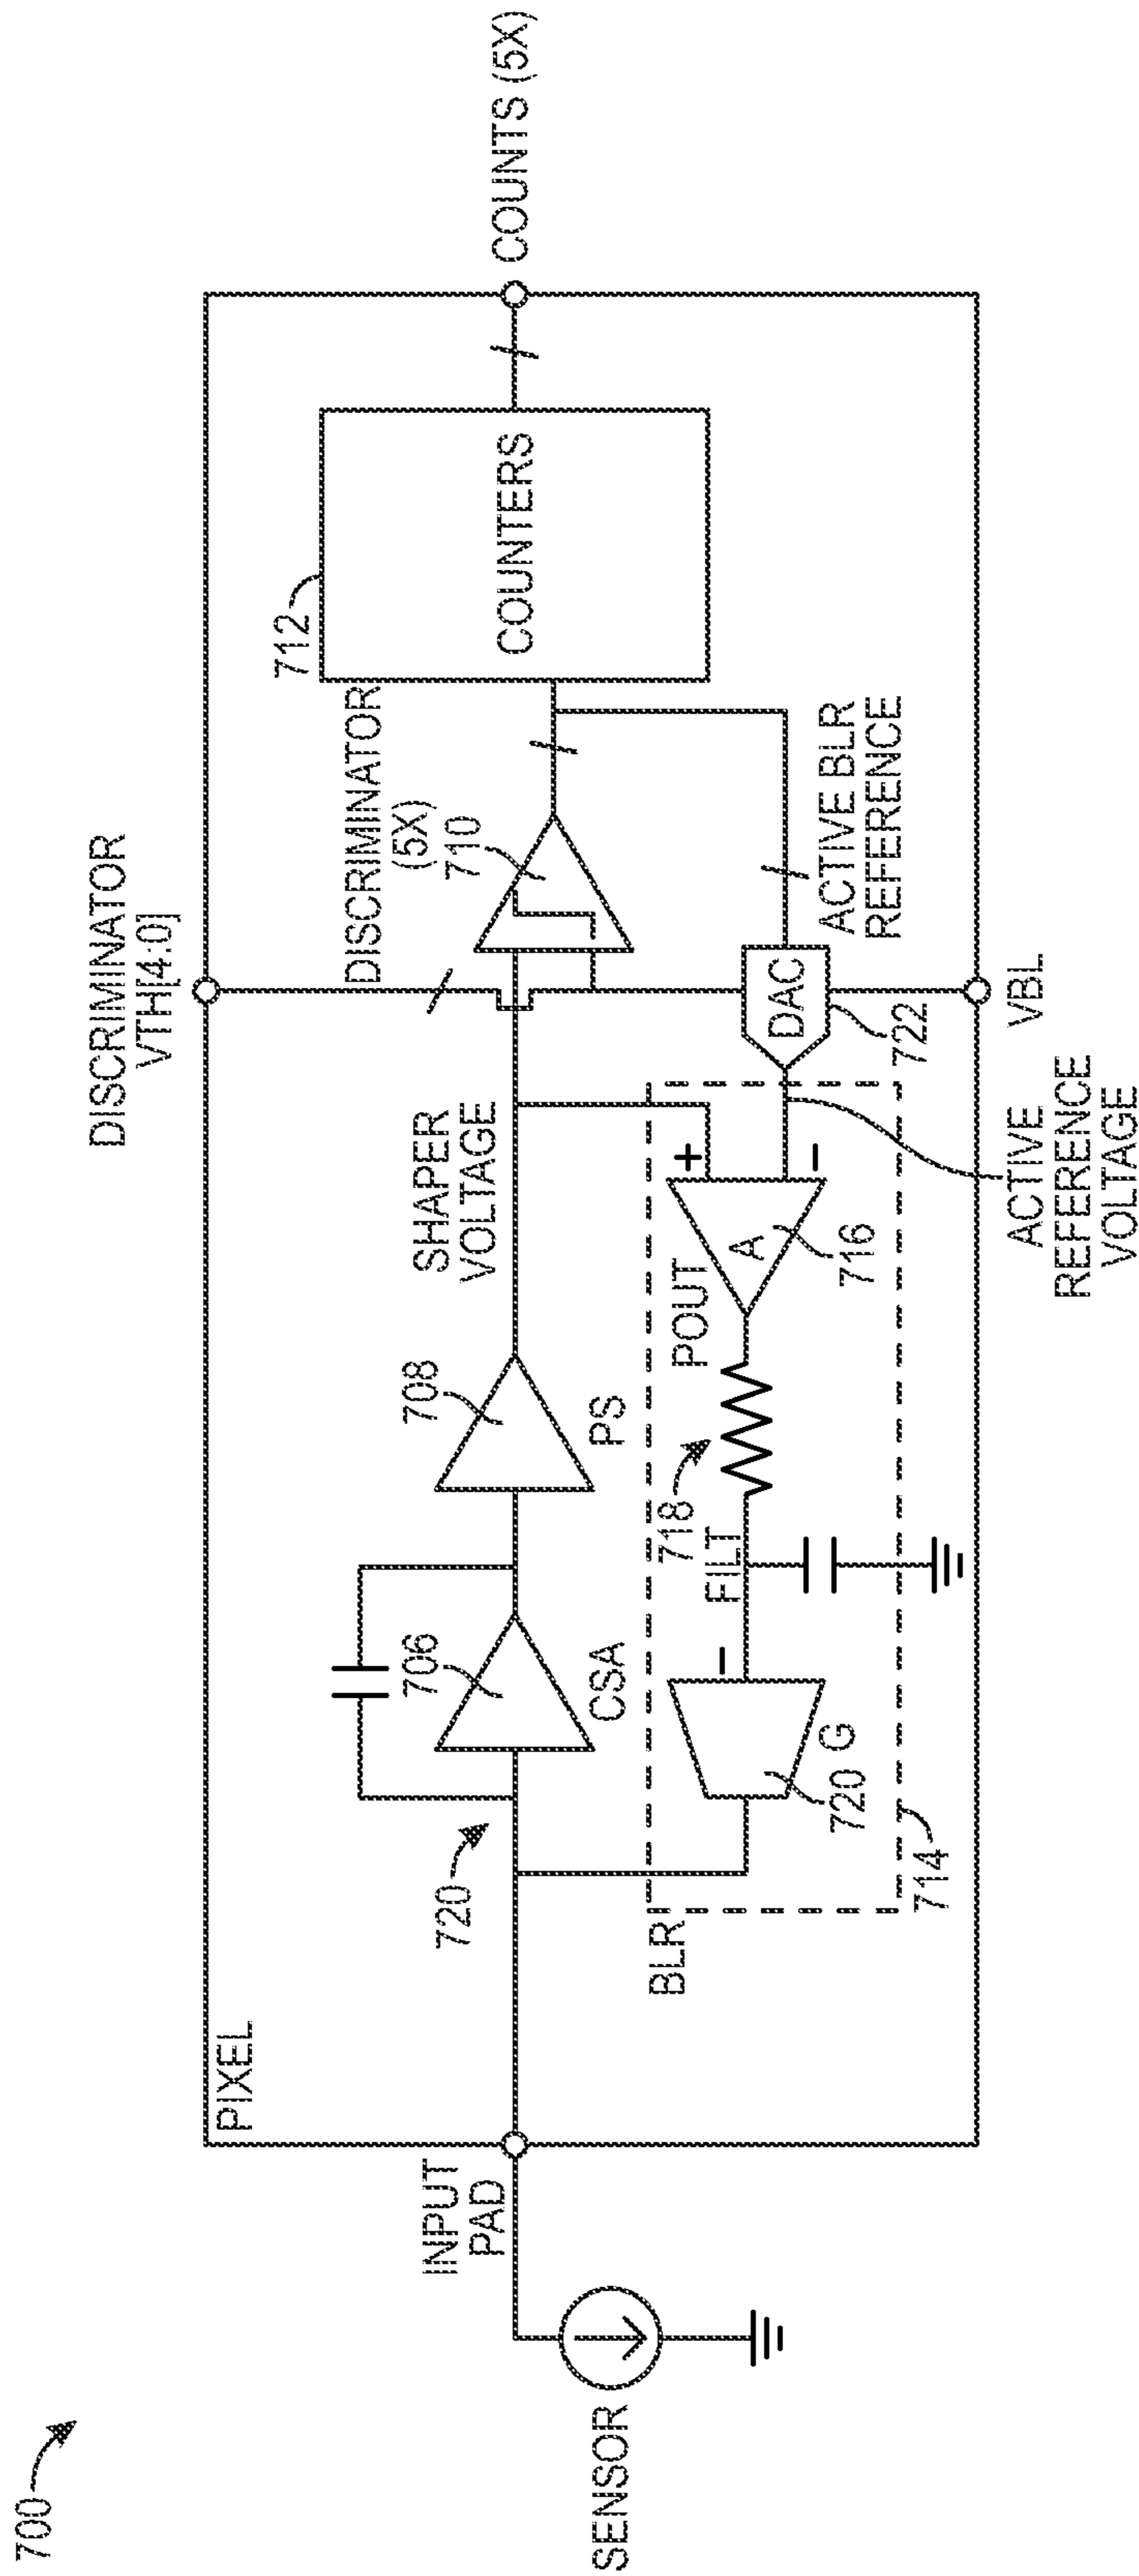 700
DISCRIMINATOR
VTH[4:0]
PIXEL
712
DISCRIMINATOR
(5X)
710
COUNTERS
COUNTS (5X)
SHAPER
VOLTAGE
708
PS
706
CSA
720
INPUT
PAD
SENSOR
BLR
720
G
FILT
718
POUT
A
716
+
–
–
714
DAC
722
ACTIVE BLR
REFERENCE
VBL
ACTIVE
REFERENCE
VOLTAGE